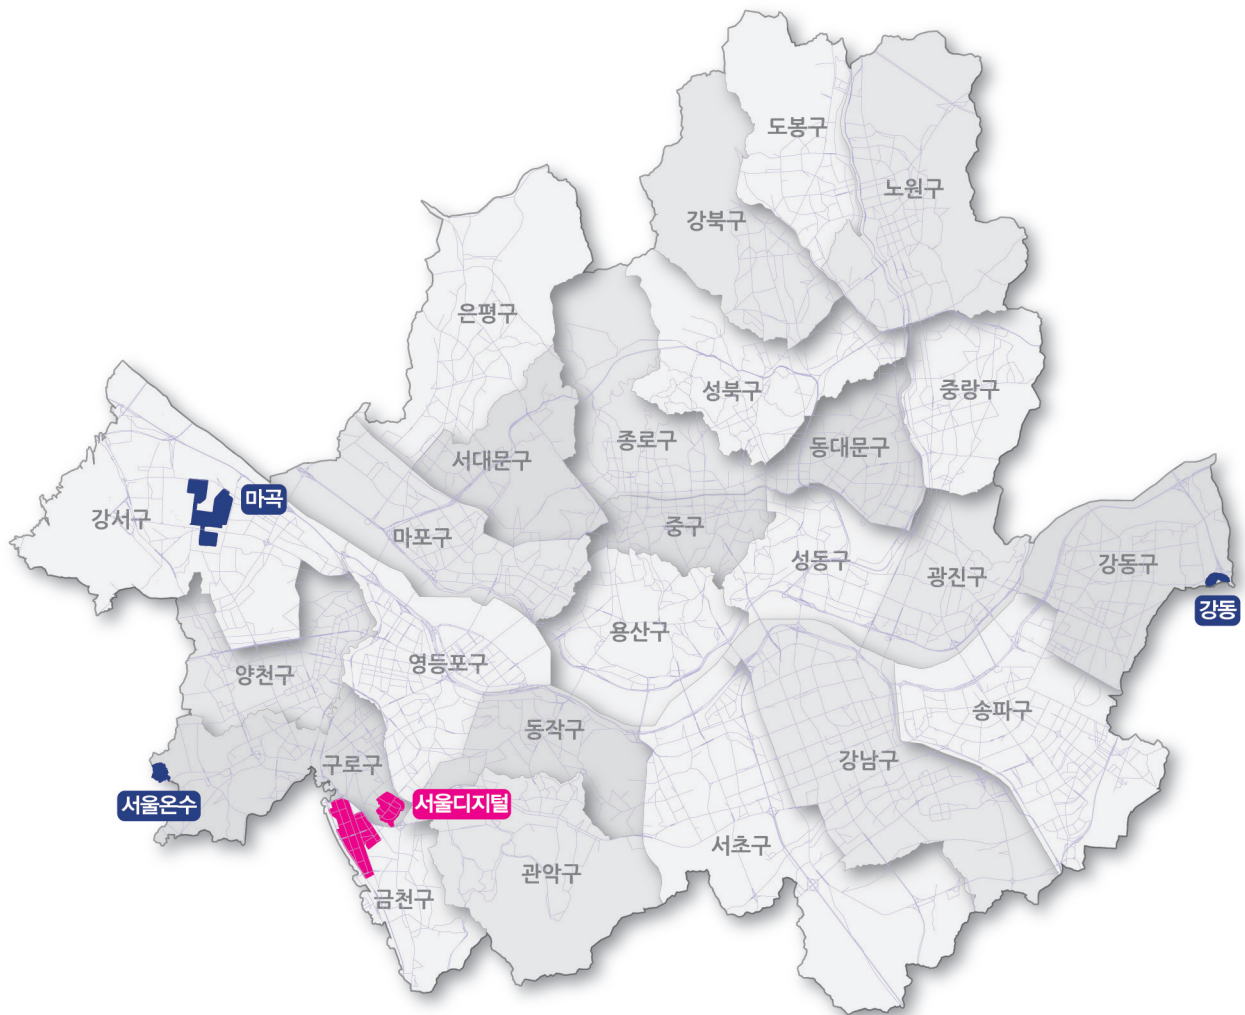 도봉구
노원구
강북구
은평구
성북구
중랑구
종로구
동대문구
서대문구
마곡
강서구
마포구
중구
성동구
광진구
강동구
강동
용산구
영등포구
양천구
송파구
동작구
구로구
강남구
서울온수
서울디지털
서초구
관악구
금천구